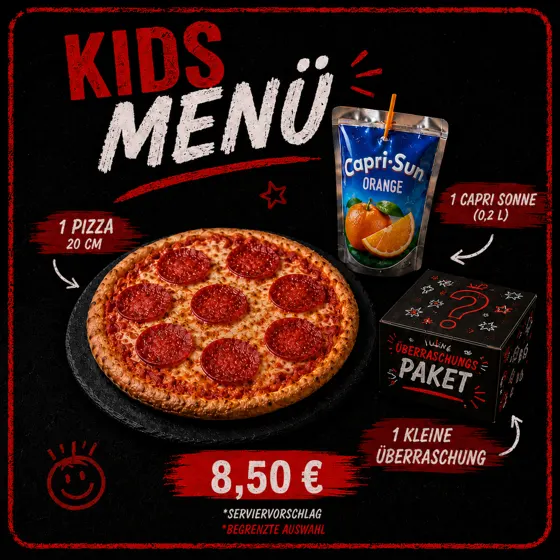 KIDS
MENÜ
Capri-Sun
ORANGE
1 CAPRI SONNE
(0,2 L)
1 PIZZA
20 CM
?
ÜBERRASCHUNGS
PAKET
1 KLEINE
ÜBERRASCHUNG
8,50 €
*SERVIERVORSCHLAG
*BEGRENZTE AUSWAHL